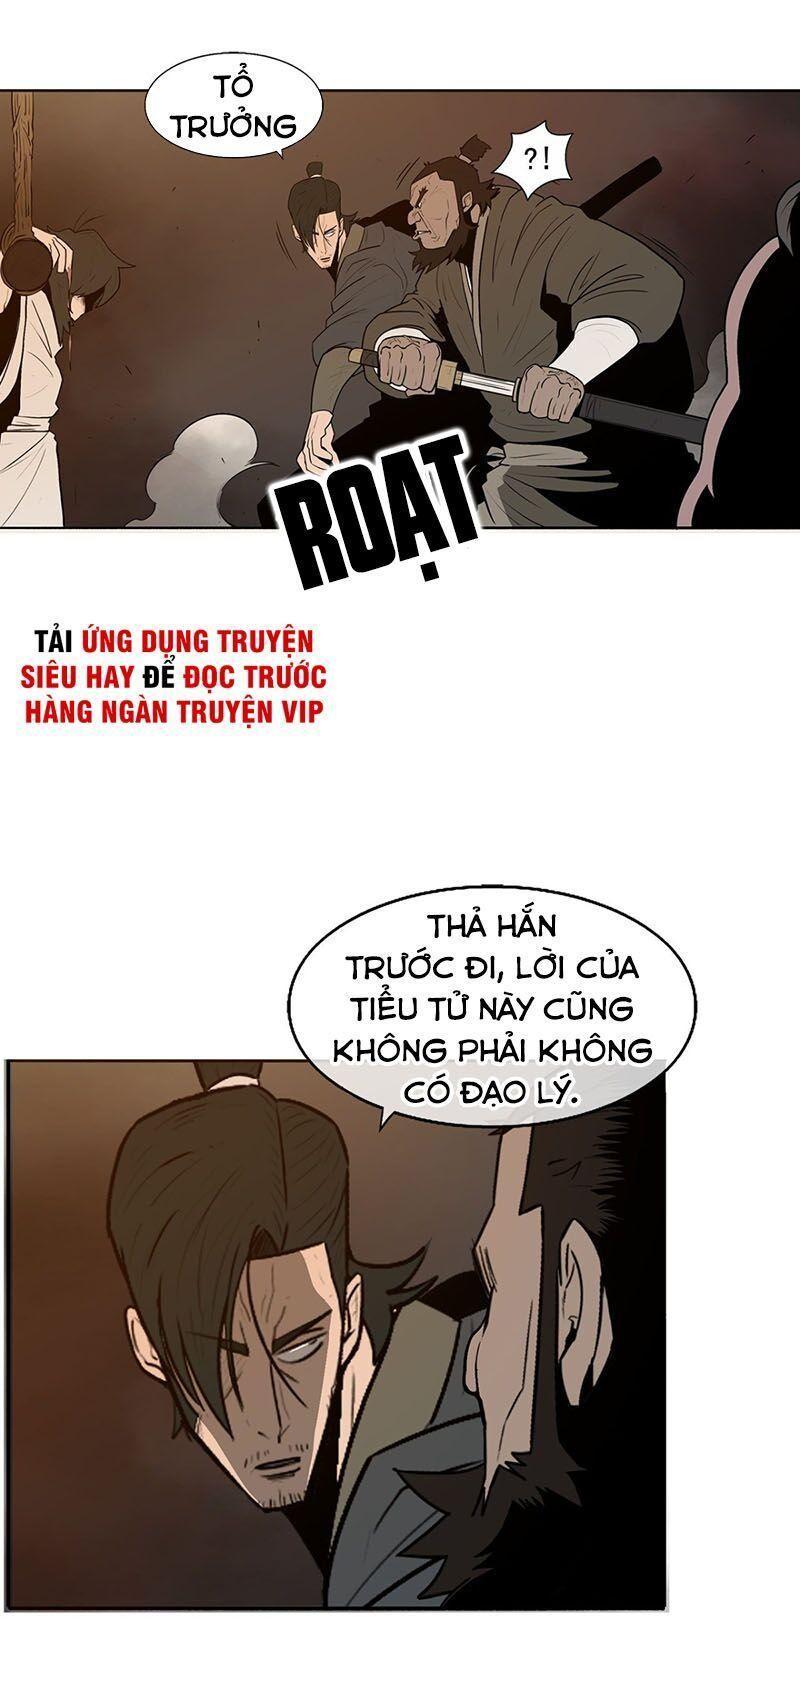 TỔ
TRƯỞNG
?!
ROẠT
TẢI ỨNG DỤNG TRUYỆN
SIÊU HAY ĐỂ ĐỌC TRƯỚC
HÀNG NGÀN TRUYỆN VIP
THẢ HẮN
TRƯỚC ĐI, LỜI CỦA
TIỂU TỬ NÀY CŨNG
KHÔNG PHẢI KHÔNG
CÓ ĐẠO LÝ.